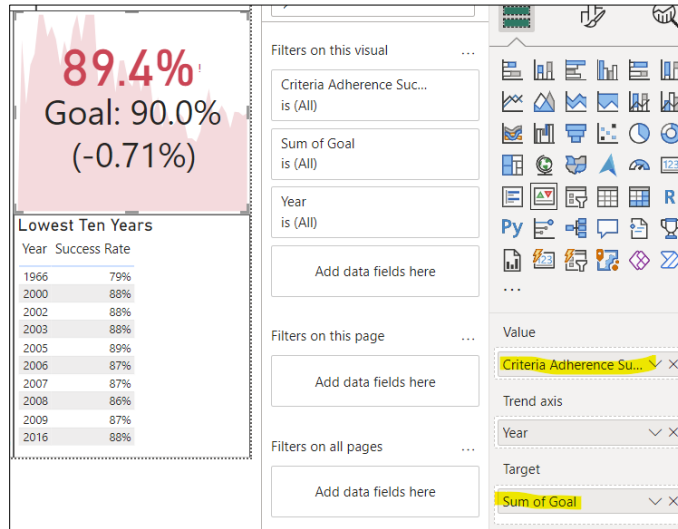 89.4%!
Goal: 90.0%
(-0.71%)
Lowest Ten Years
Year Success Rate
1966 79%
2000 88%
2002 88%
2003 88%
2005 89%
2006 87%
2007 87%
2008 86%
2009 87%
2016 88%
Filters on this visual ...
Criteria Adherence Suc...
is (All)
Sum of Goal
is (All)
Year
is (All)
Add data fields here
Filters on this page ...
Add data fields here
Filters on all pages ...
Add data fields here
123
R
Py
123
...
Value
Criteria Adherence Su...
Trend axis
Year
Target
Sum of Goal